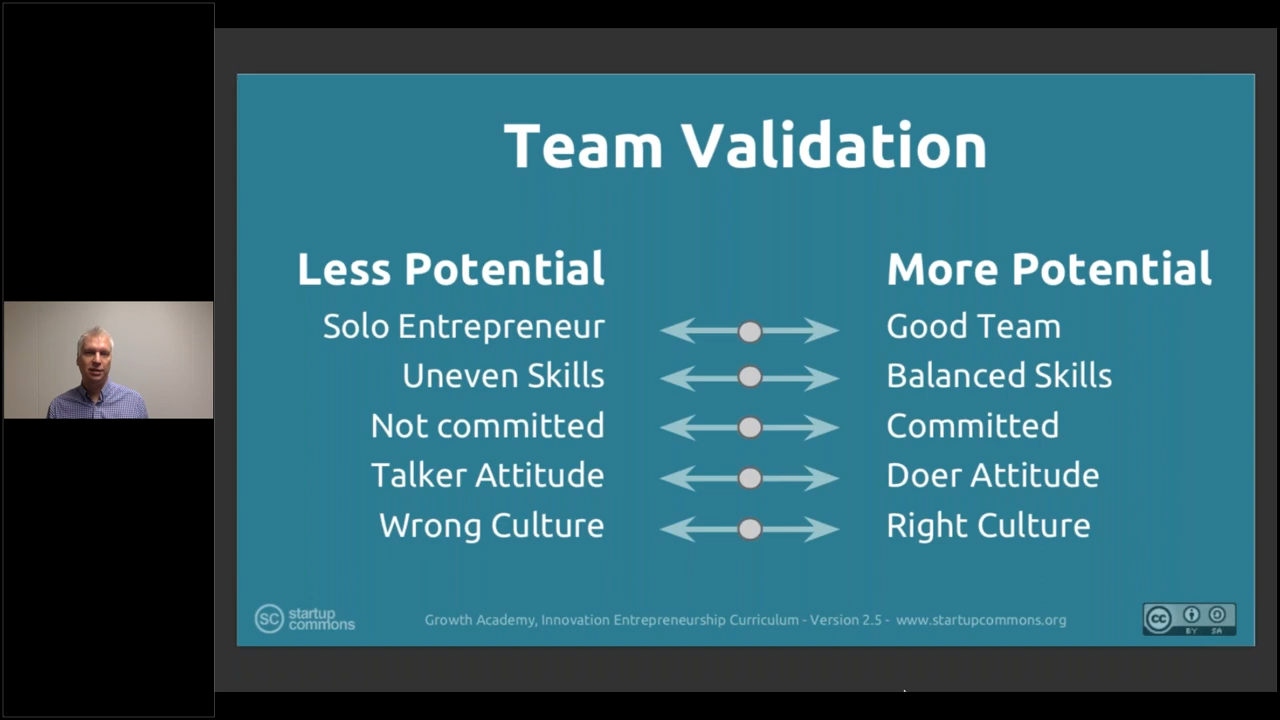 Team Validation
Less Potential More Potential
Solo Entrepreneur Good Team
Uneven Skills Balanced Skills
Not committed Committed
Talker Attitude Doer Attitude
Wrong Culture Right Culture
SC startup commons
Growth Academy, Innovation Entrepreneurship Curriculum - Version 2.5 - www.startupcommons.org
cc BY SA